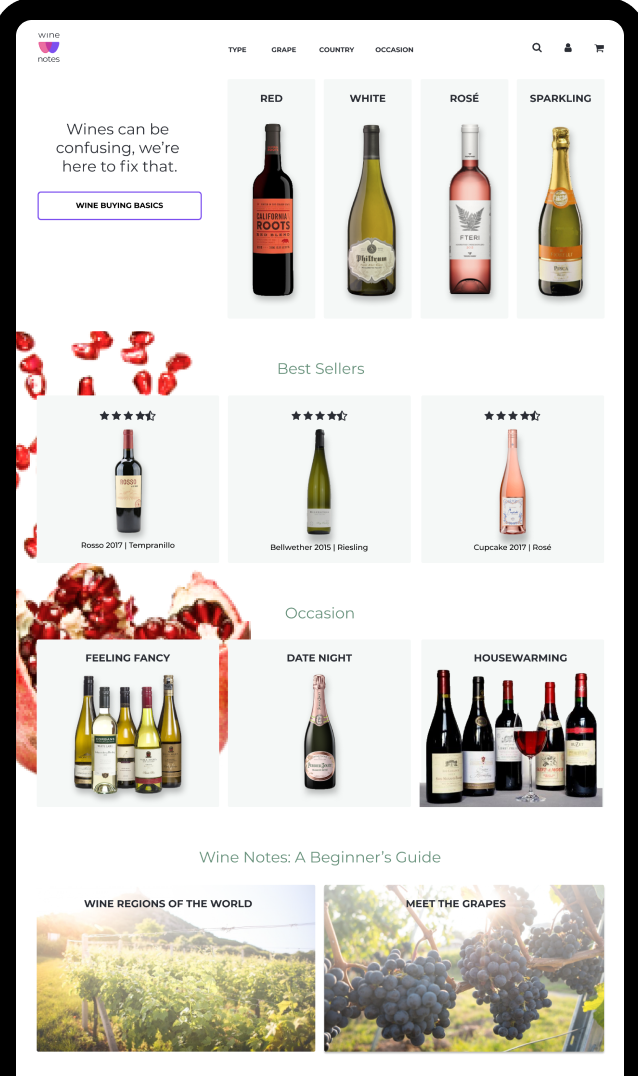 wine
notes
TYPE
GRAPE
COUNTRY
OCCASION
Wines can be
confusing, we're
here to fix that.
WINE BUYING BASICS
RED
WHITE
ROSÉ
SPARKLING
CALIFORNIA
ROOTS
RED BLEND
Philtrum
FTERI
Best Sellers
ROSSO
Rosso 2017 | Tempranillo
Bellwether 2015 | Riesling
Cupcake 2017 | Rosé
Occasion
FEELING FANCY
DATE NIGHT
HOUSEWARMING
Wine Notes: A Beginner's Guide
WINE REGIONS OF THE WORLD
MEET THE GRAPES